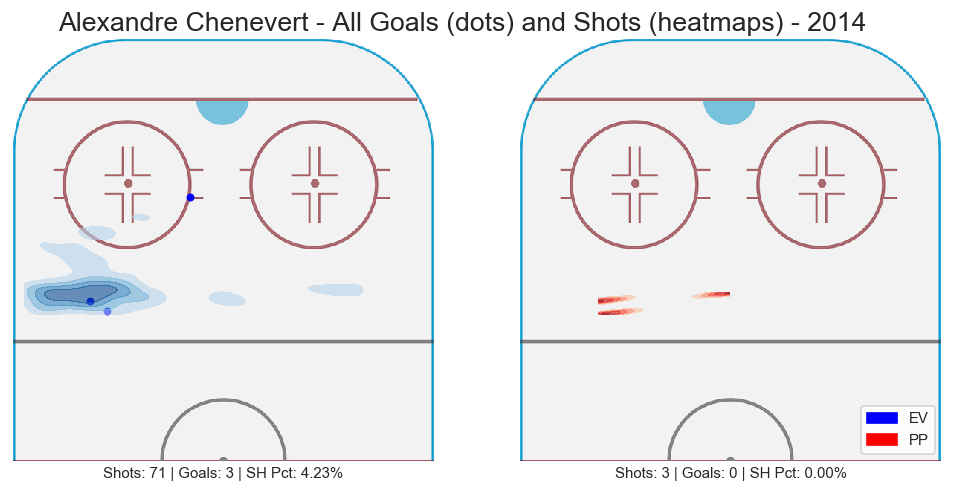 Alexandre Chenevert - All Goals (dots) and Shots (heatmaps) - 2014
EV
PP
Shots: 71 | Goals: 3 | SH Pct: 4.23%
Shots: 3 | Goals: 0 | SH Pct: 0.00%